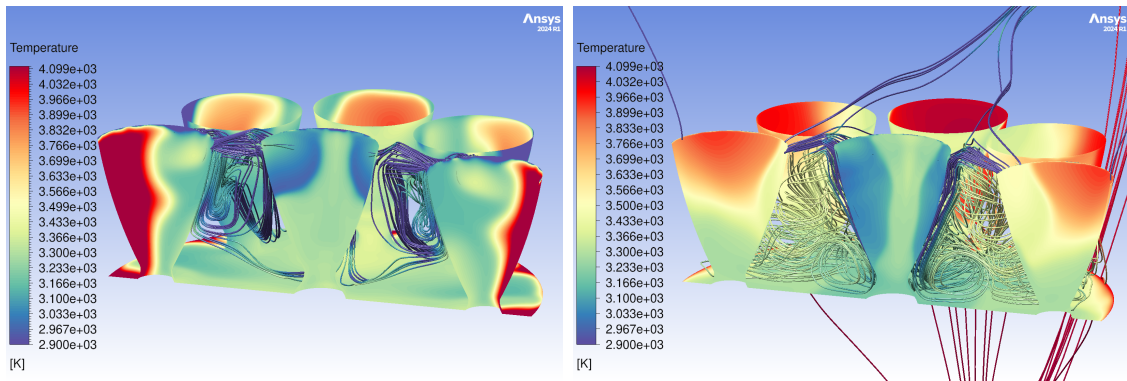 Ansys
2024 R1
Temperature
4.099e+03
4.032e+03
3.966e+03
3.899e+03
3.832e+03
3.766e+03
3.699e+03
3.633e+03
3.566e+03
3.499e+03
3.433e+03
3.366e+03
3.300e+03
3.233e+03
3.166e+03
3.100e+03
3.033e+03
2.967e+03
2.900e+03
[K]
Ansys
2024 R1
Temperature
4.099e+03
4.032e+03
3.966e+03
3.899e+03
3.833e+03
3.766e+03
3.699e+03
3.633e+03
3.566e+03
3.500e+03
3.433e+03
3.366e+03
3.300e+03
3.233e+03
3.166e+03
3.100e+03
3.033e+03
2.967e+03
2.900e+03
[K]